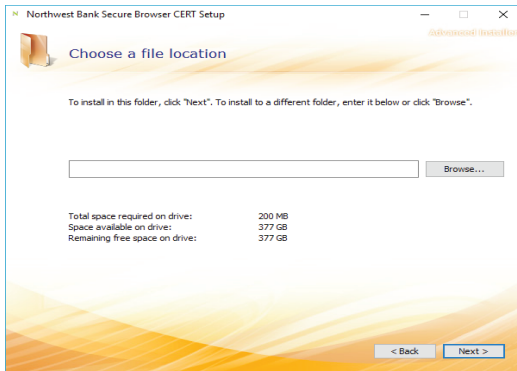 Northwest Bank Secure Browser CERT Setup
Advanced Installer
Choose a file location
To install in this folder, click "Next". To install to a different folder, enter it below or click "Browse".
Browse...
Total space required on drive: 200 MB
Space available on drive: 377 GB
Remaining free space on drive: 377 GB
< Back Next >